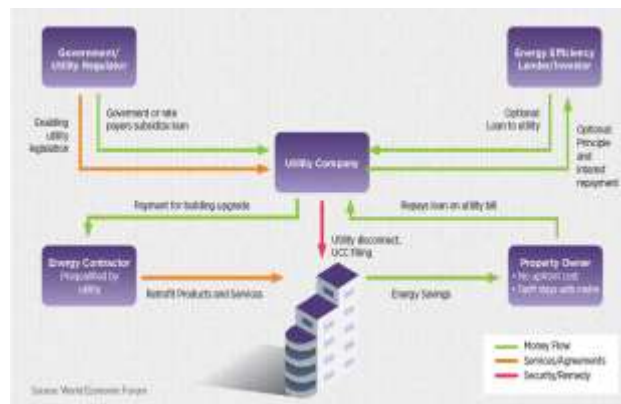 Government/
Utility Regulator
Energy Efficiency
Lender/Investor
Enabling
utility
legislation
Goverment or rate
payers subsidize loan
Optional
Loan to utility
Optional
Principle
and
interest
repayment
Utility Company
Payment for building upgrade
Repays loan on utility bill
Utility disconnect,
UCC filing
Energy Contractor
Prequalified by
utility
Retrofit Products and Services
Energy Savings
Property Owner
• No upfront cost
• Tariff stays with meter
Money Flow
Services/Agreements
Security/Remedy
Source: World Economic Forum